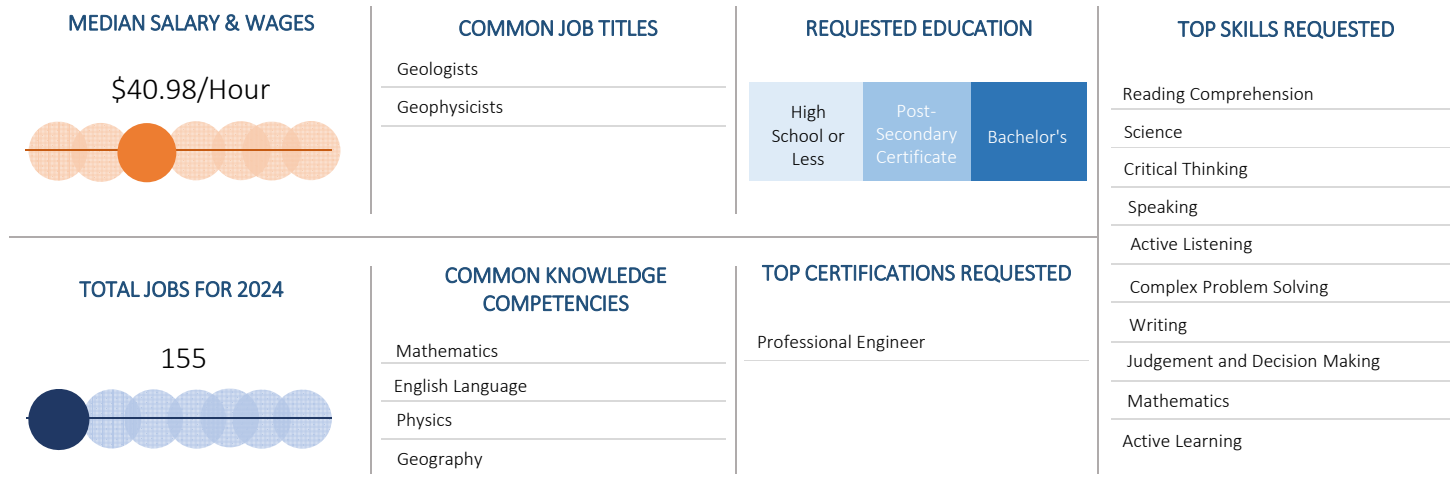 MEDIAN SALARY & WAGES
$40.98/Hour
COMMON JOB TITLES
Geologists
Geophysicists
REQUESTED EDUCATION
High
School or
Less
Post-
Secondary
Certificate
Bachelor's
TOP SKILLS REQUESTED
Reading Comprehension
Science
Critical Thinking
Speaking
Active Listening
Complex Problem Solving
Writing
Judgement and Decision Making
Mathematics
Active Learning
TOTAL JOBS FOR 2024
155
COMMON KNOWLEDGE
COMPETENCIES
Mathematics
English Language
Physics
Geography
TOP CERTIFICATIONS REQUESTED
Professional Engineer